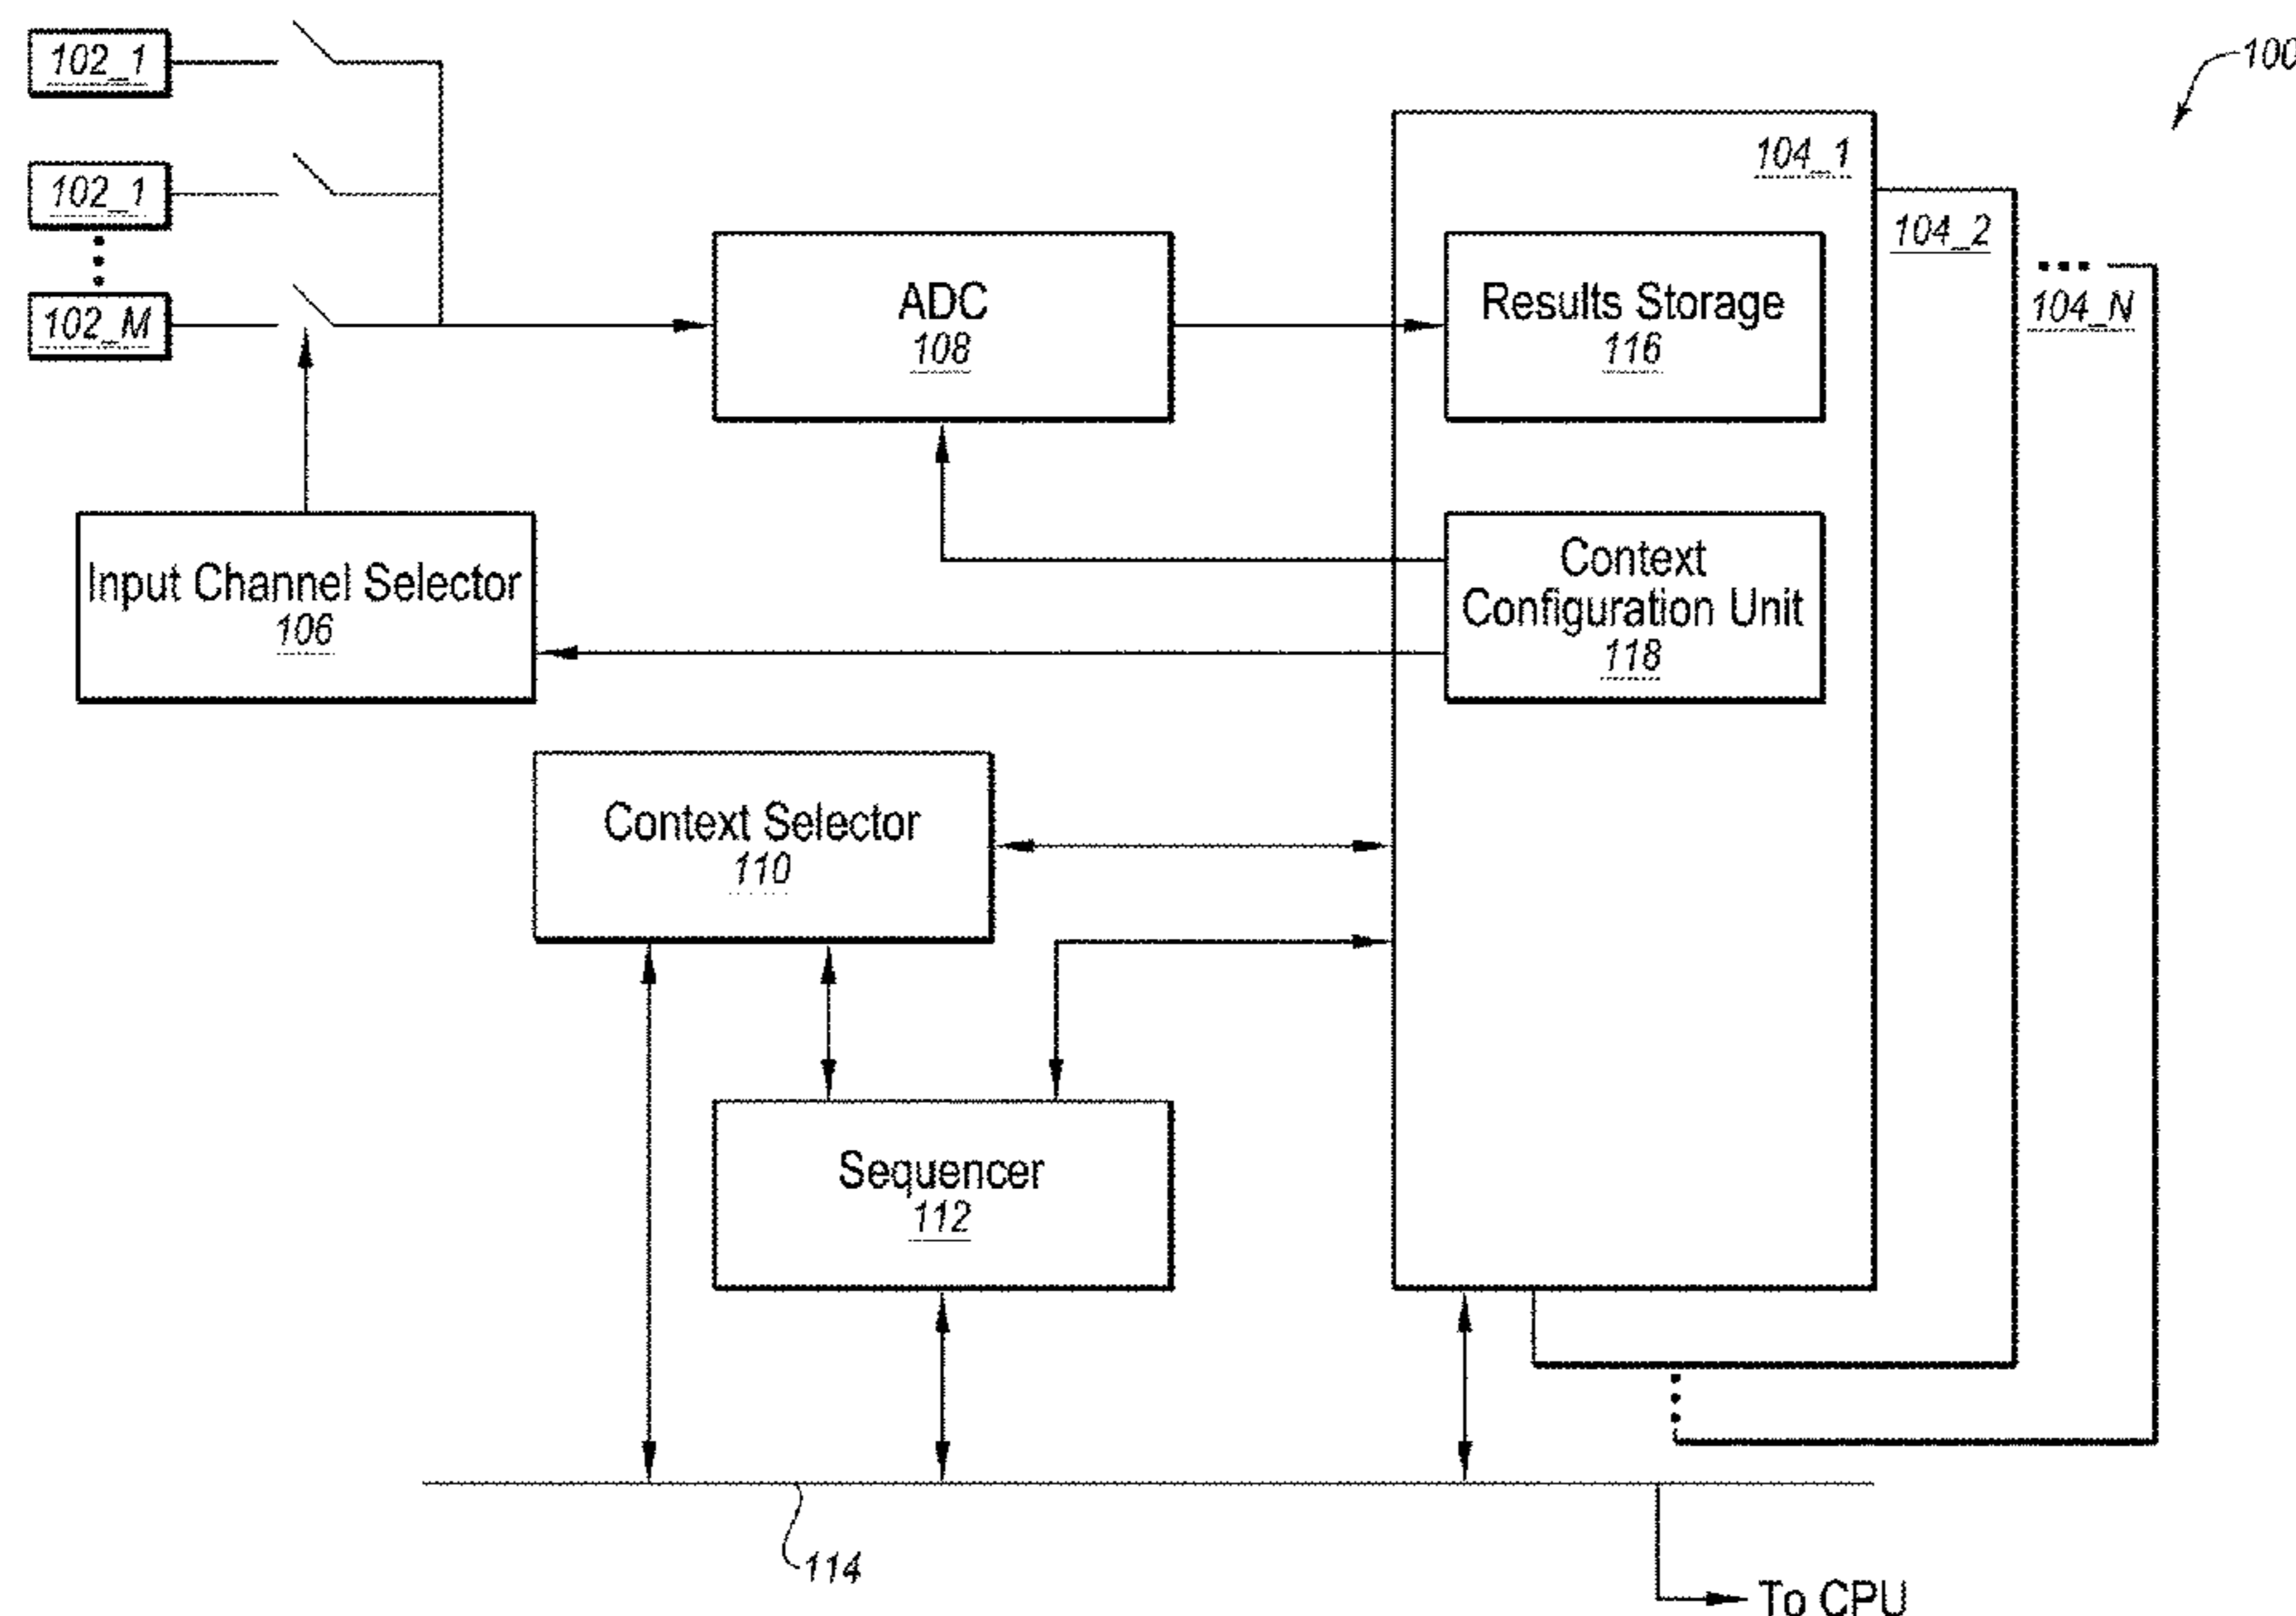 100
102_1
102_1
102_M
104_1
104_2
104_N
ADC
108
Results Storage
116
Input Channel Selector
106
Context
Configuration Unit
118
Context Selector
110
Sequencer
112
114
To CPU